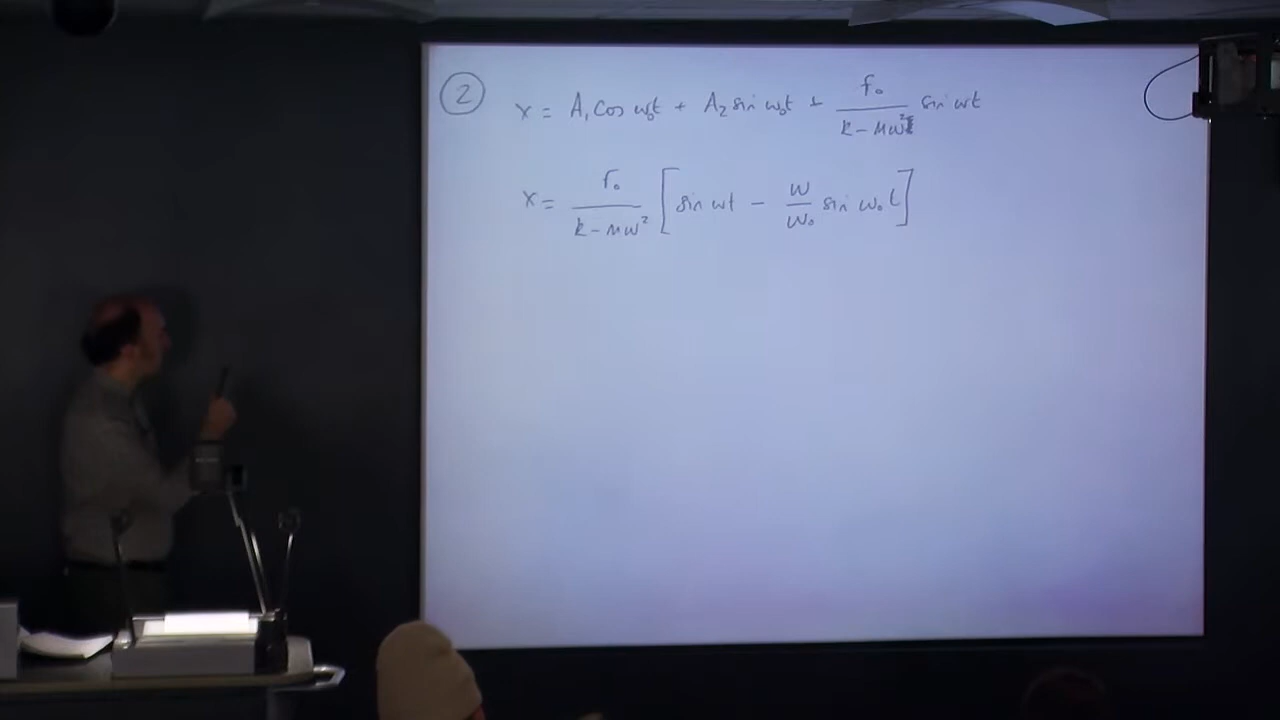 ② x = A₁ cos ω₀t + A₂ sin ω₀t + f₀/(k − Mω²) sin ωt
x = f₀/(k − Mω²) [sin ωt − ω/ω₀ sin ω₀t]